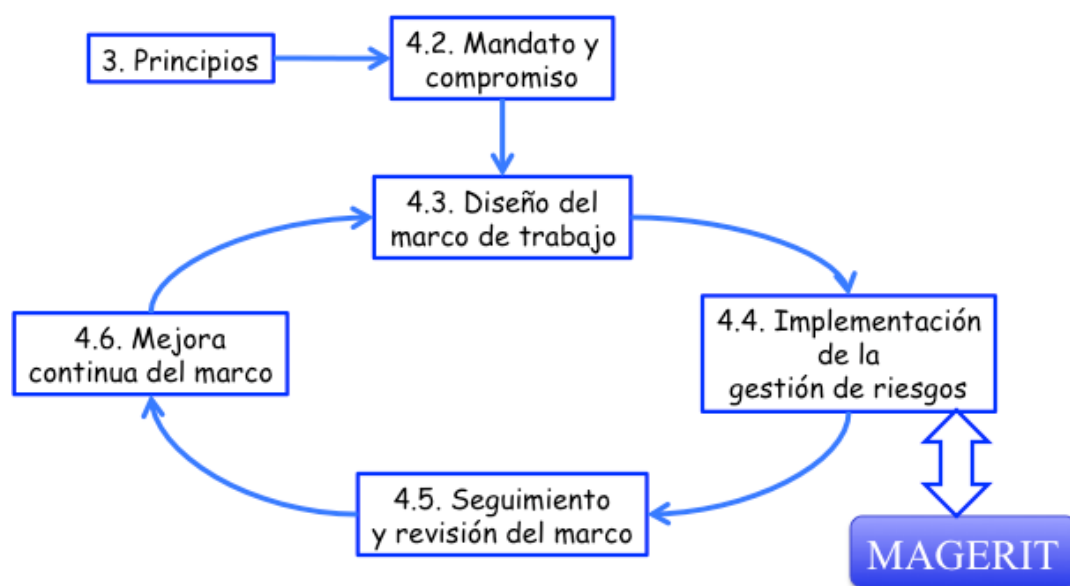 3. Principios
4.2. Mandato y
compromiso
4.3. Diseño del
marco de trabajo
4.4. Implementación
de la
gestión de riesgos
4.5. Seguimiento
y revisión del marco
4.6. Mejora
continua del marco
MAGERIT